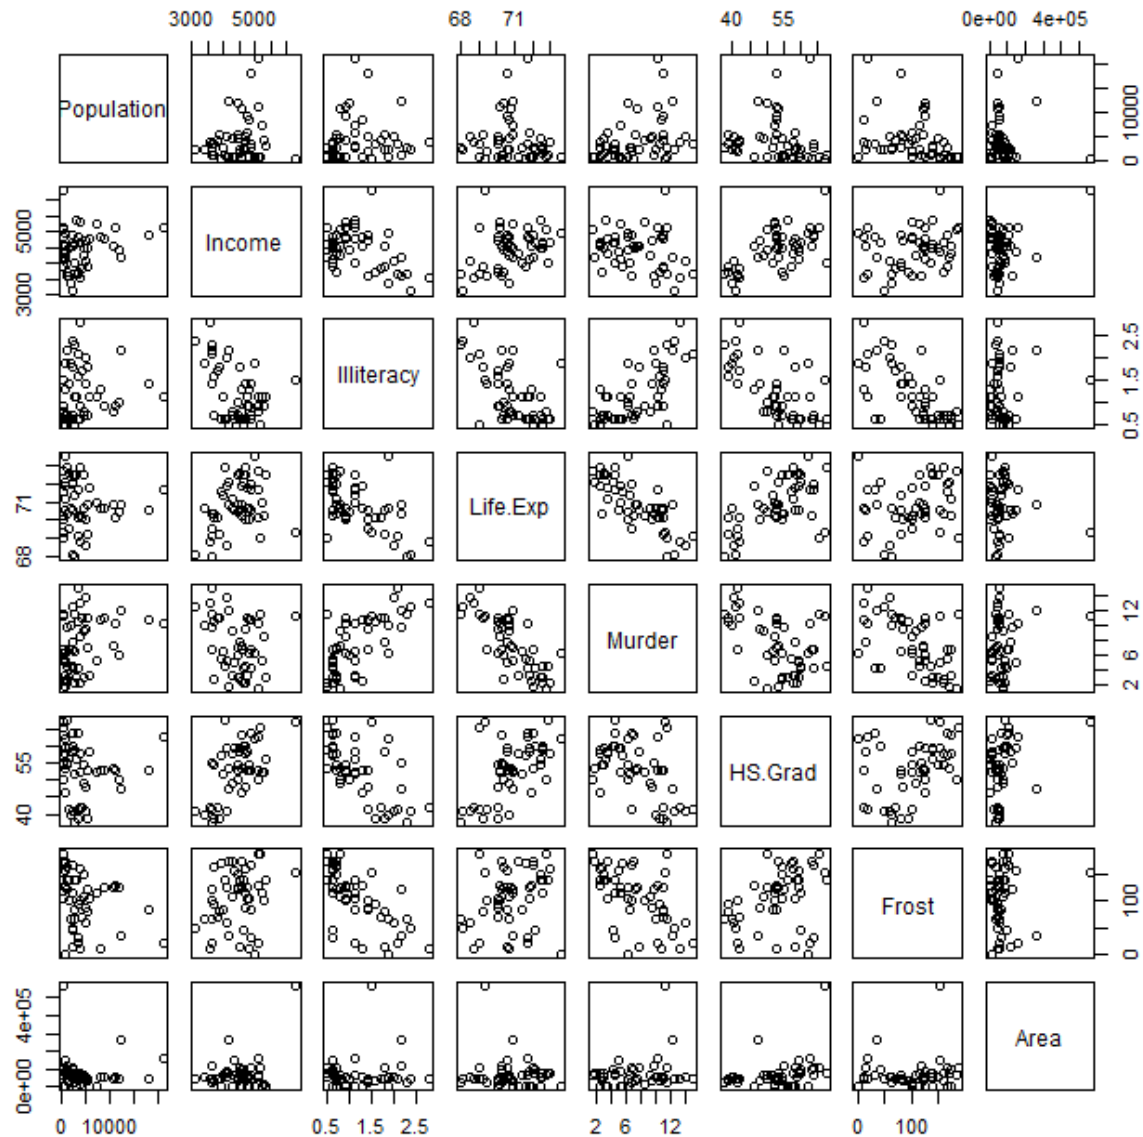 3000 5000 68 71 40 55 0e+00 4e+05
Population 0 10000
3000 5000 Income
Illiteracy 0.5 1.5 2.5
68 71 Life.Exp
Murder 2 6 12
40 55 HS.Grad
Frost 0 100
0e+00 4e+05 Area
0 10000 0.5 1.5 2.5 2 6 12 0 100